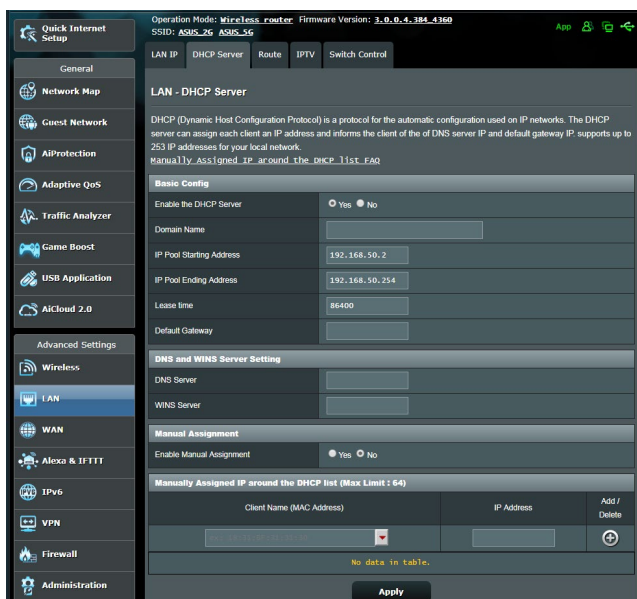 Quick Internet
Setup
General
Network Map
Guest Network
AiProtection
Adaptive QoS
Traffic Analyzer
Game Boost
USB Application
AiCloud 2.0
Advanced Settings
Wireless
LAN
WAN
Alexa & IFTTT
IPv6
VPN
Firewall
Administration
Operation Mode: Wireless router Firmware Version: 3.0.0.4.384_4360
SSID: ASUS_2G ASUS_5G
App
LAN IP DHCP Server Route IPTV Switch Control
LAN - DHCP Server
DHCP (Dynamic Host Configuration Protocol) is a protocol for the automatic configuration used on IP networks. The DHCP
server can assign each client an IP address and informs the client of the of DNS server IP and default gateway IP. supports up to
253 IP addresses for your local network.
Manually Assigned IP around the DHCP list FAQ
Basic Config
Enable the DHCP Server Yes No
Domain Name
IP Pool Starting Address 192.168.50.2
IP Pool Ending Address 192.168.50.254
Lease time 86400
Default Gateway
DNS and WINS Server Setting
DNS Server
WINS Server
Manual Assignment
Enable Manual Assignment Yes No
Manually Assigned IP around the DHCP list (Max Limit : 64)
Client Name (MAC Address) IP Address Add /
Delete
No data in table.
Apply